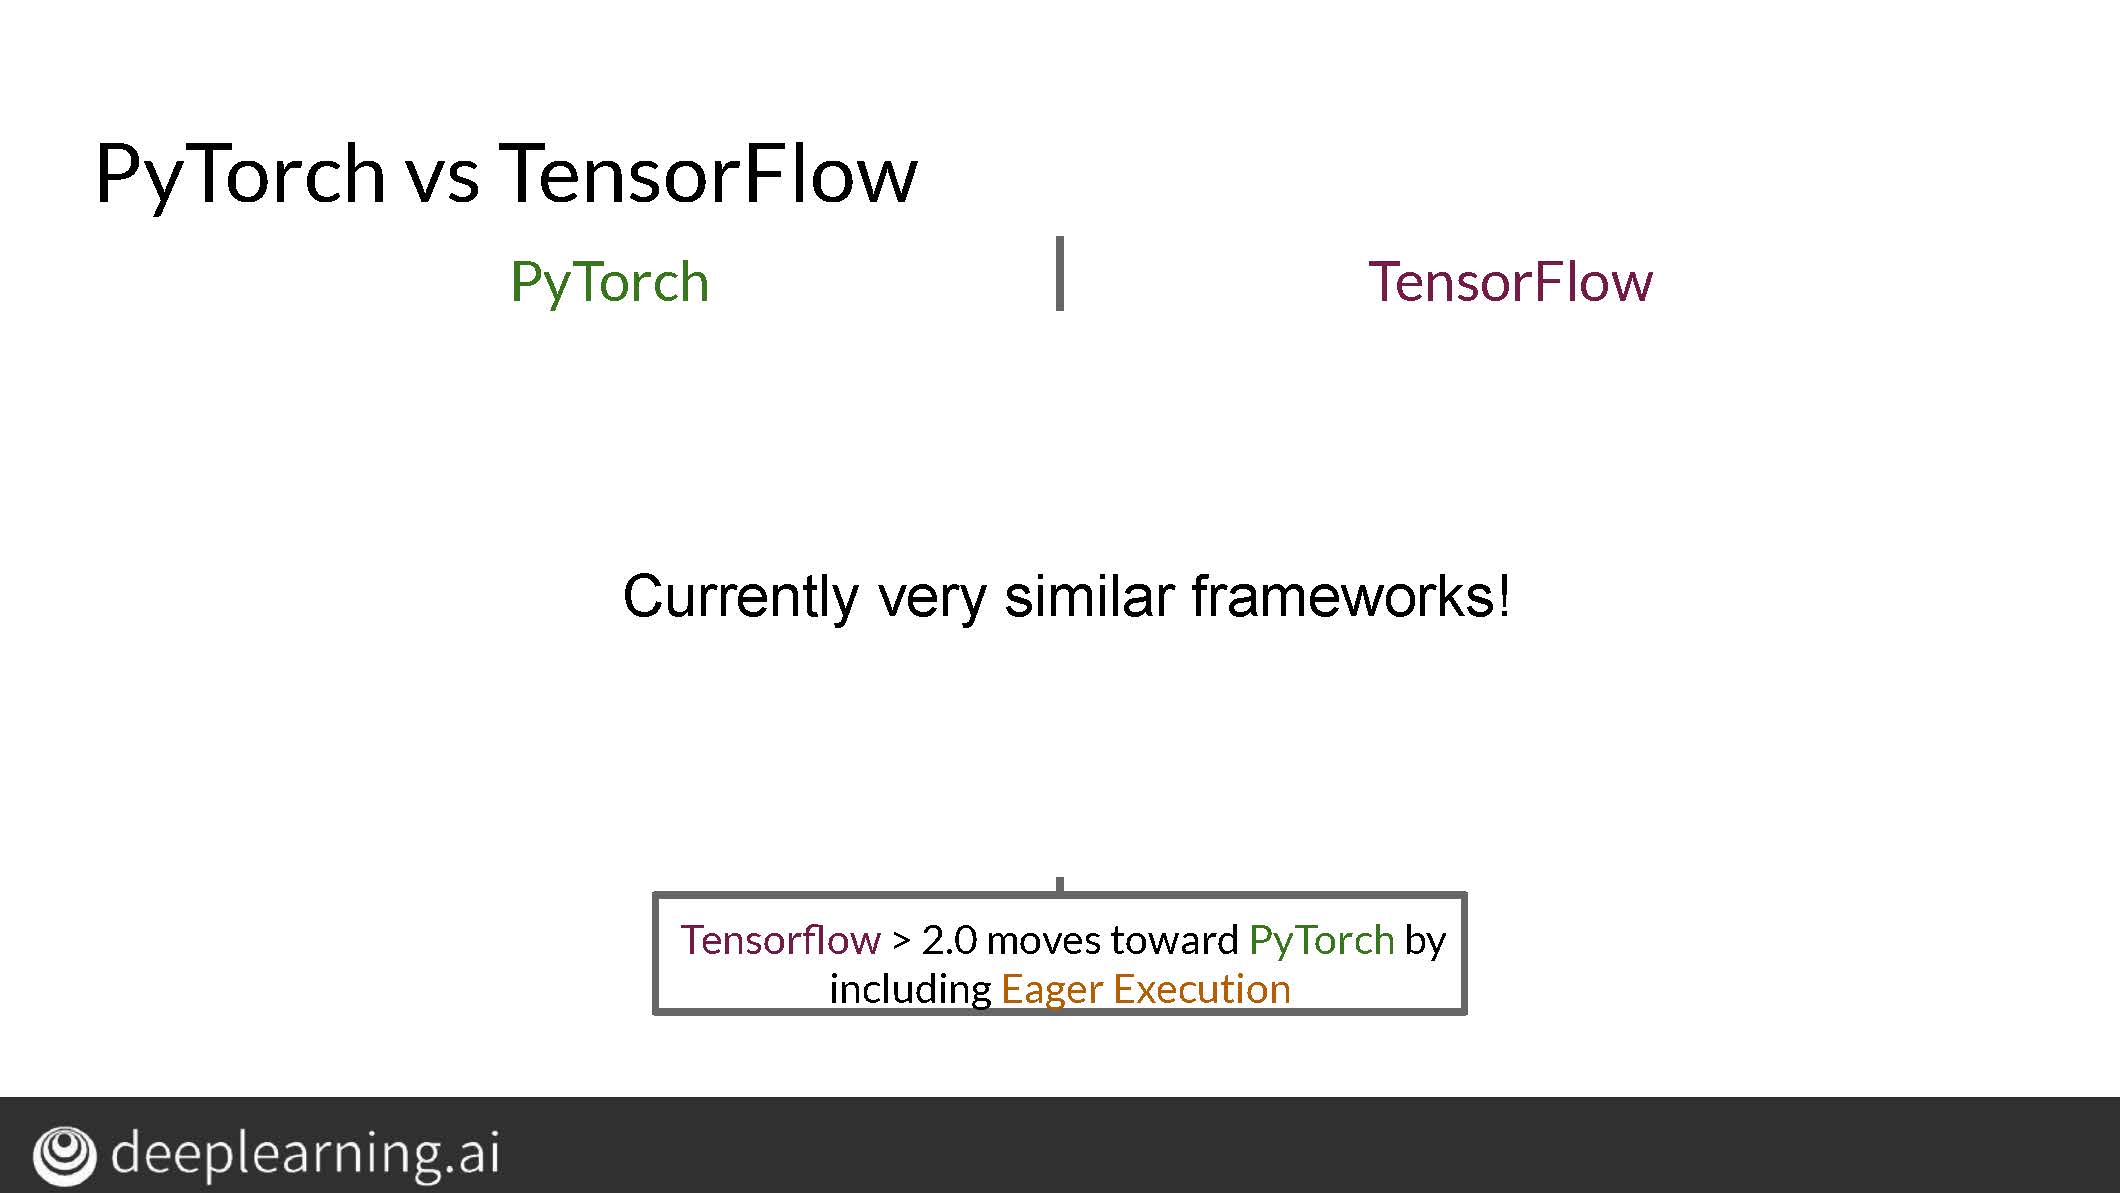 PyTorch vs TensorFlow
PyTorch
TensorFlow
Currently very similar frameworks!
Tensorflow > 2.0 moves toward PyTorch by
including Eager Execution
deeplearning.ai